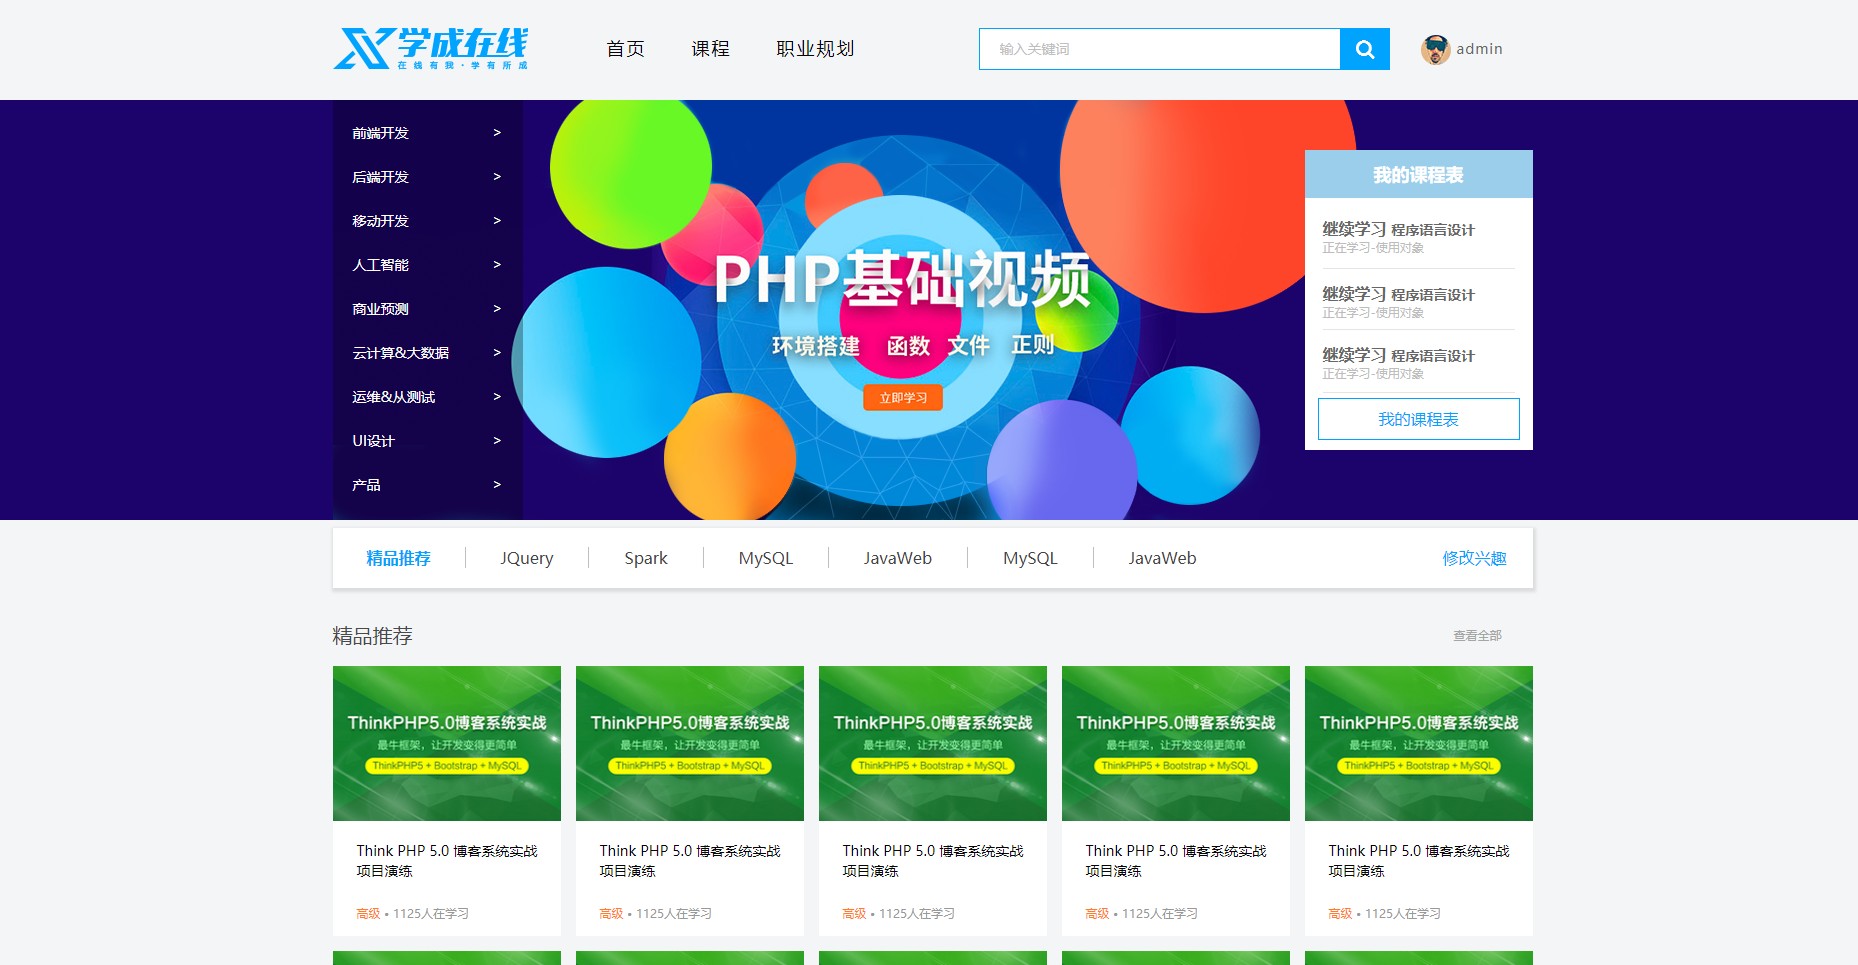 学成在线
在线有我·学有所成
首页 课程 职业规划
输入关键词
admin
前端开发 >
后端开发 >
移动开发 >
人工智能 >
商业预测 >
云计算&大数据 >
运维&从测试 >
UI设计 >
产品 >
PHP基础视频
环境搭建 函数 文件 正则
立即学习
我的课程表
继续学习 程序语言设计
正在学习-使用对象
继续学习 程序语言设计
正在学习-使用对象
继续学习 程序语言设计
正在学习-使用对象
我的课程表
精品推荐 JQuery Spark MySQL JavaWeb MySQL JavaWeb 修改兴趣
精品推荐 查看全部
ThinkPHP5.0博客系统实战
最牛框架，让开发变得更简单
ThinkPHP5 + Bootstrap + MySQL
Think PHP 5.0 博客系统实战
项目演练
高级 • 1125人在学习
ThinkPHP5.0博客系统实战
最牛框架，让开发变得更简单
ThinkPHP5 + Bootstrap + MySQL
Think PHP 5.0 博客系统实战
项目演练
高级 • 1125人在学习
ThinkPHP5.0博客系统实战
最牛框架，让开发变得更简单
ThinkPHP5 + Bootstrap + MySQL
Think PHP 5.0 博客系统实战
项目演练
高级 • 1125人在学习
ThinkPHP5.0博客系统实战
最牛框架，让开发变得更简单
ThinkPHP5 + Bootstrap + MySQL
Think PHP 5.0 博客系统实战
项目演练
高级 • 1125人在学习
ThinkPHP5.0博客系统实战
最牛框架，让开发变得更简单
ThinkPHP5 + Bootstrap + MySQL
Think PHP 5.0 博客系统实战
项目演练
高级 • 1125人在学习